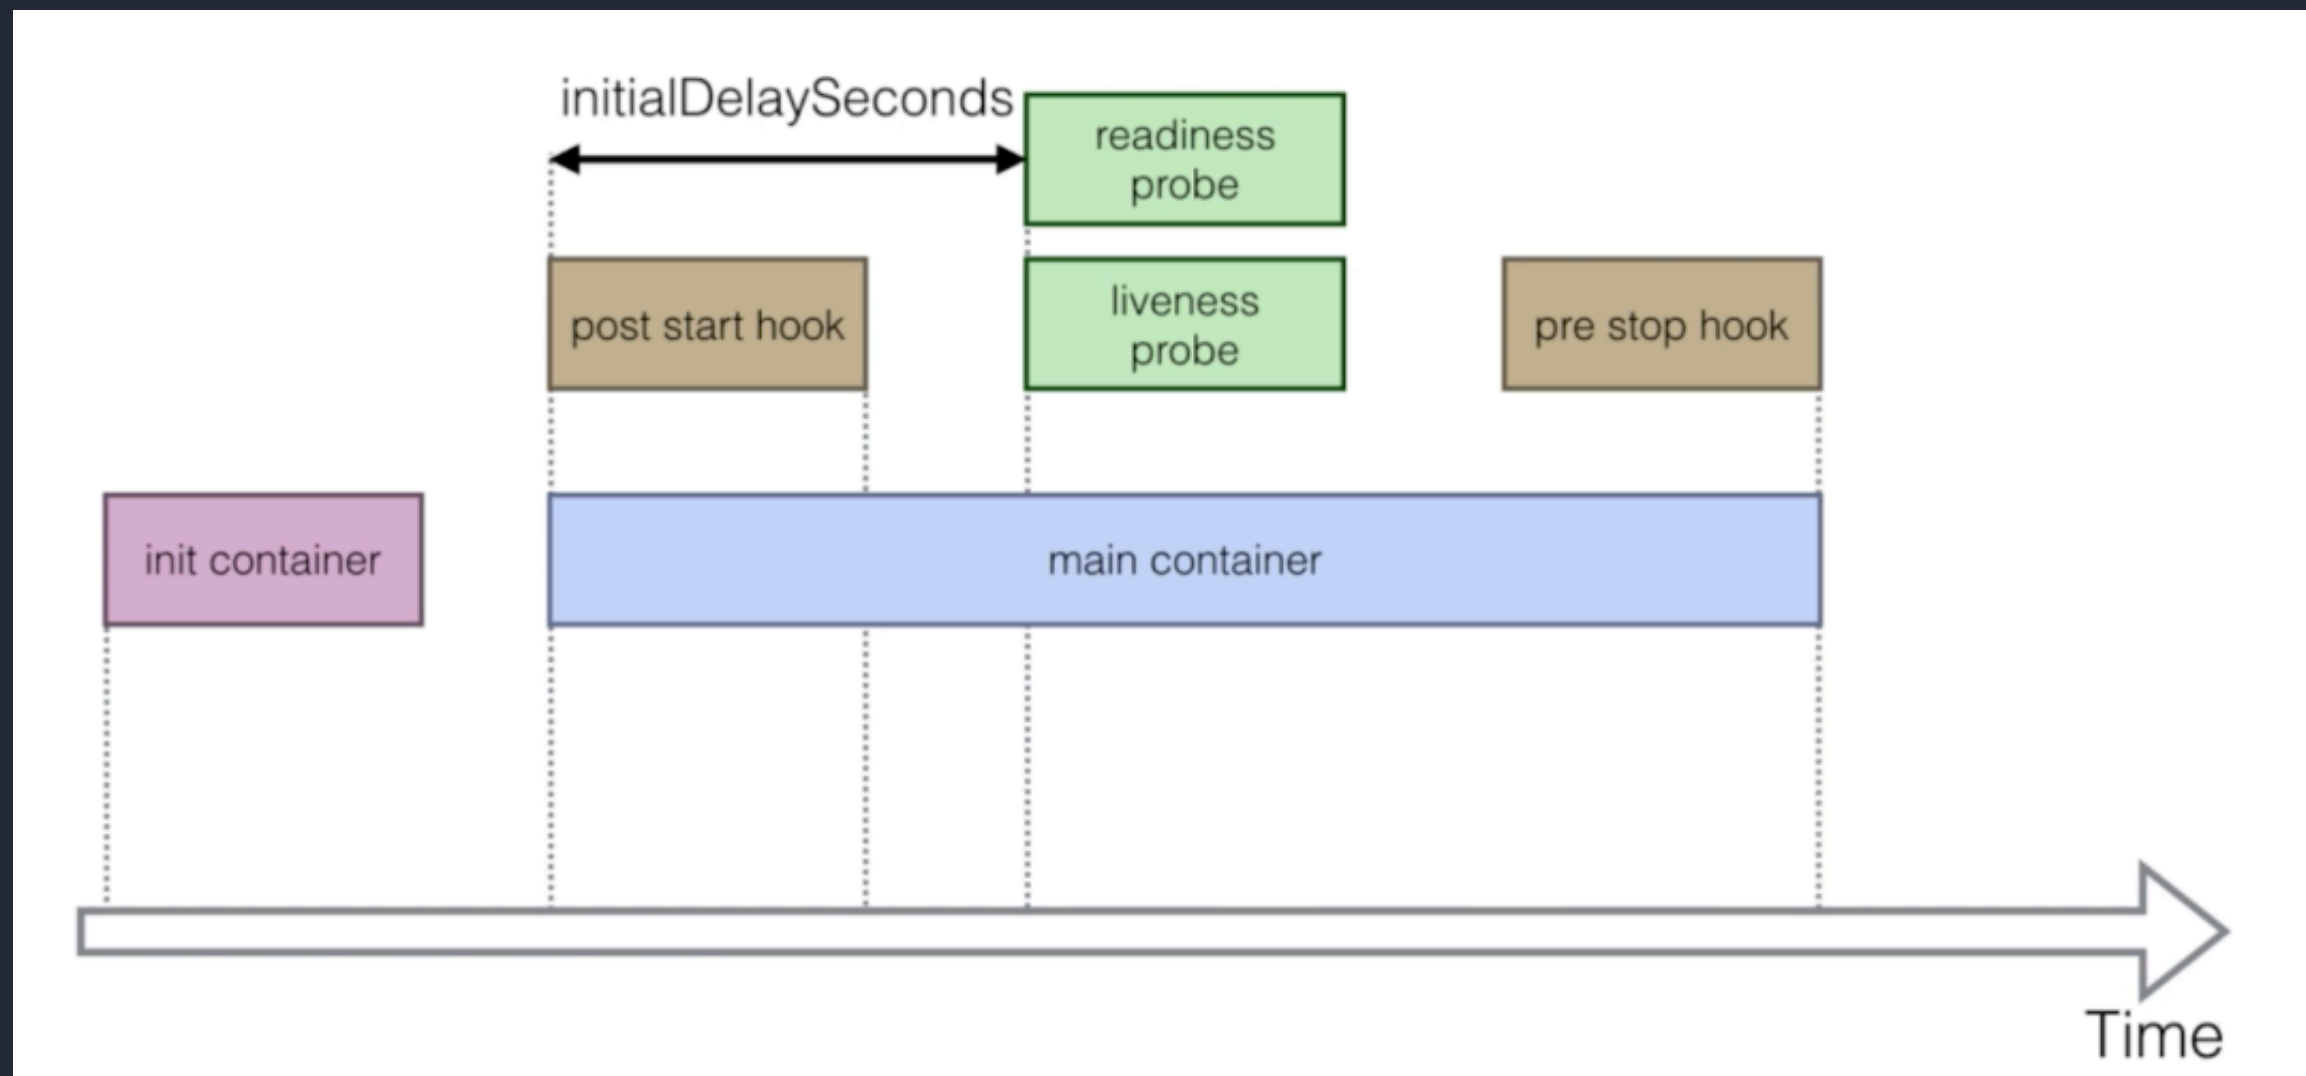 initialDelaySeconds
readiness
probe
post start hook
liveness
probe
pre stop hook
init container
main container
Time